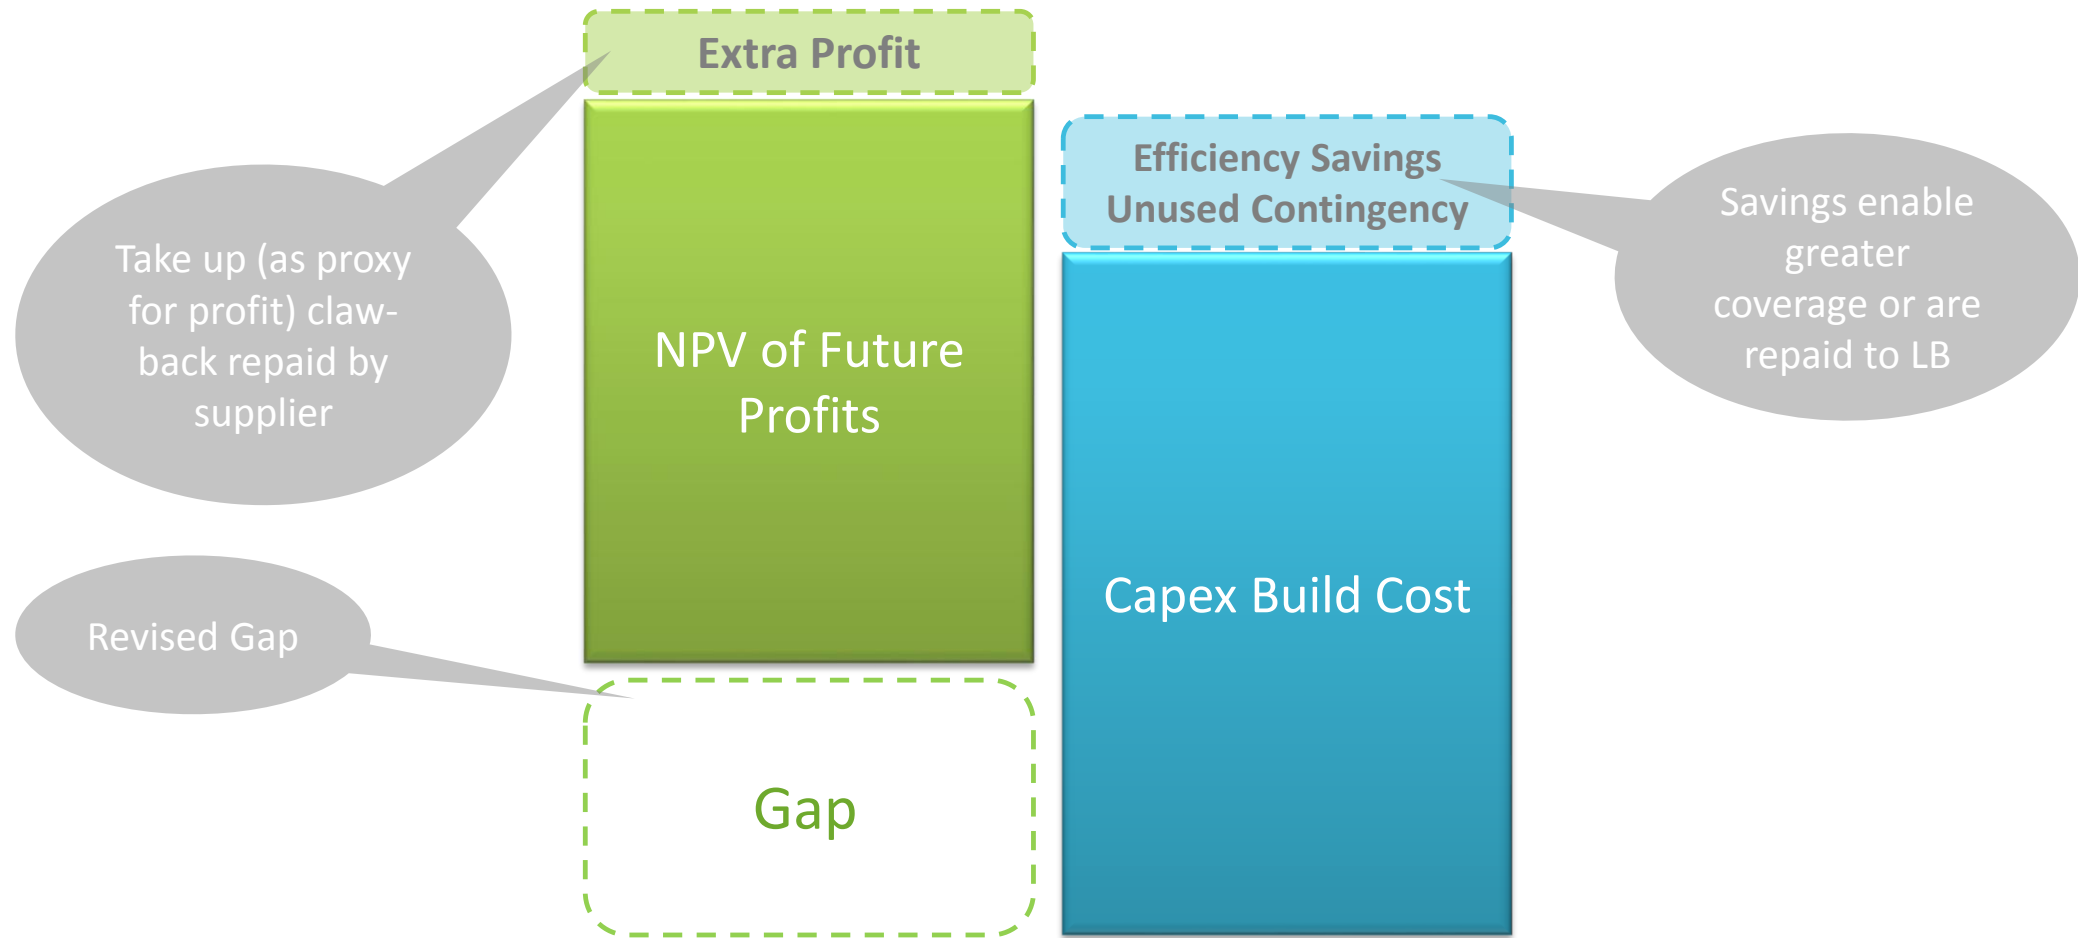 Extra Profit
Take up (as proxy
for profit) claw-
back repaid by
supplier
NPV of Future
Profits
Efficiency Savings
Unused Contingency
Savings enable
greater
coverage or are
repaid to LB
Capex Build Cost
Revised Gap
Gap